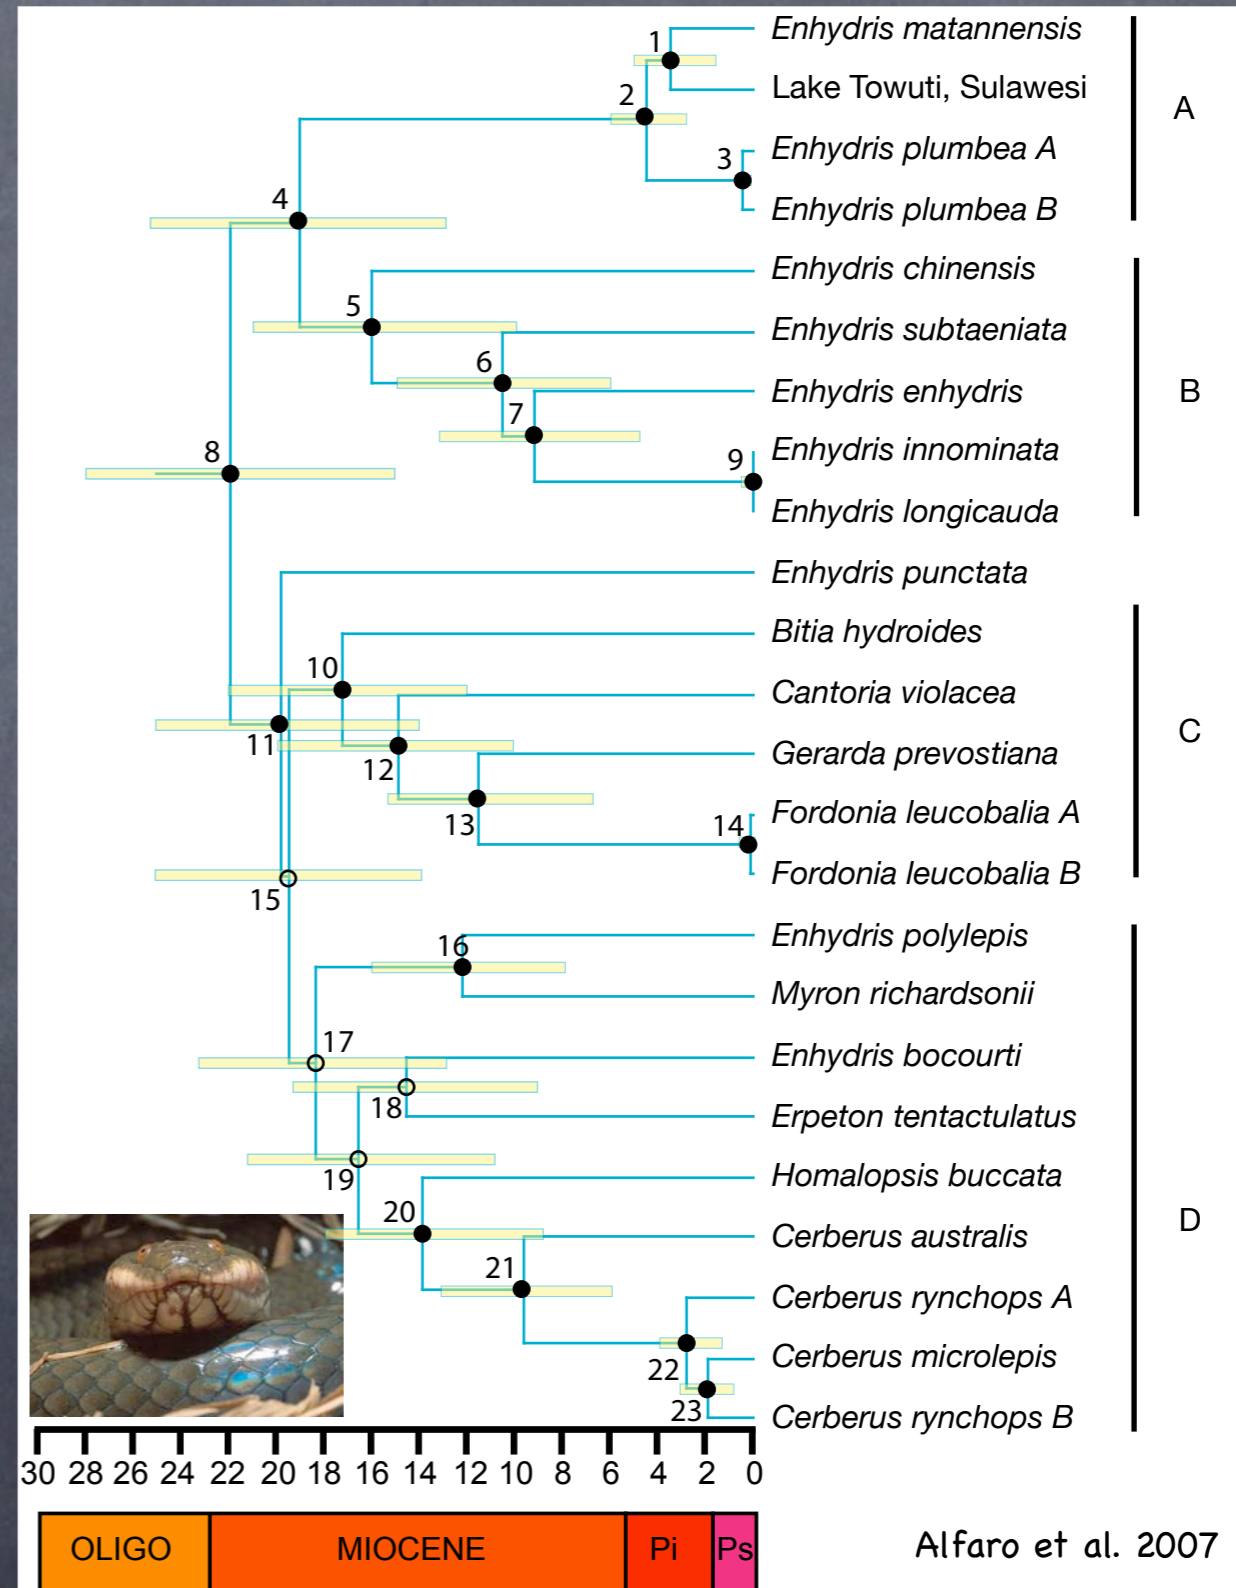 1
Enhydris matannensis
Lake Towuti, Sulawesi
2
A
3
Enhydris plumbea A
Enhydris plumbea B
4
Enhydris chinensis
5
Enhydris subtaeniata
6
Enhydris enhydris
B
7
Enhydris innominata
8
9
Enhydris longicauda
Enhydris punctata
Bitia hydroides
10
Cantoria violacea
11
C
12
Gerarda prevostiana
13
Fordonia leucobalia A
14
Fordonia leucobalia B
15
Enhydris polylepis
16
Myron richardsonii
17
Enhydris bocourti
18
Erpeton tentactulatus
19
Homalopsis buccata
20
D
Cerberus australis
21
Cerberus rynchops A
22
Cerberus microlepis
23
Cerberus rynchops B
30 28 26 24 22 20 18 16 14 12 10 8 6 4 2 0
OLIGO MIOCENE Pi Ps
Alfaro et al. 2007